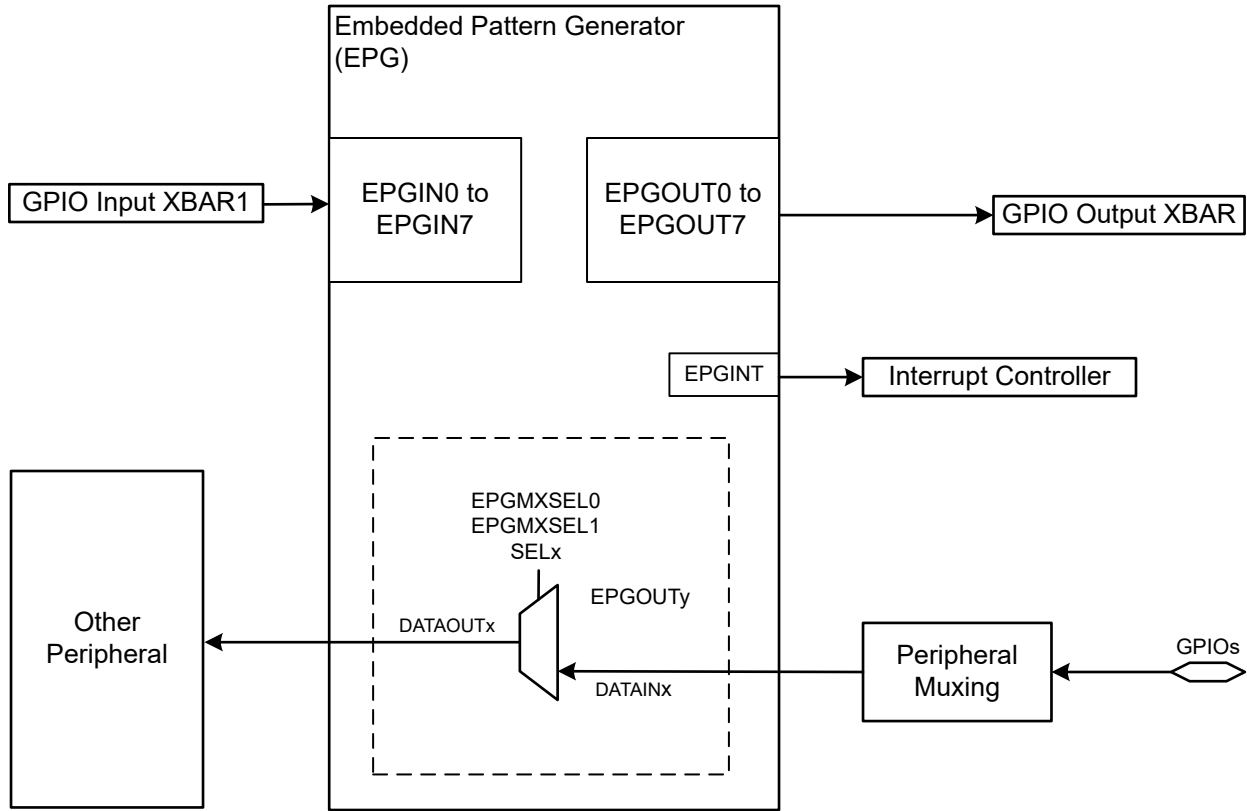 Embedded Pattern Generator
(EPG)
GPIO Input XBAR1
EPGIN0 to
EPGIN7
EPGOUT0 to
EPGOUT7
GPIO Output XBAR
EPGINT
Interrupt Controller
EPGMXSEL0
EPGMXSEL1
SELx
EPGOUTy
DATAOUTx
DATAINx
Other
Peripheral
Peripheral
Muxing
GPIOs